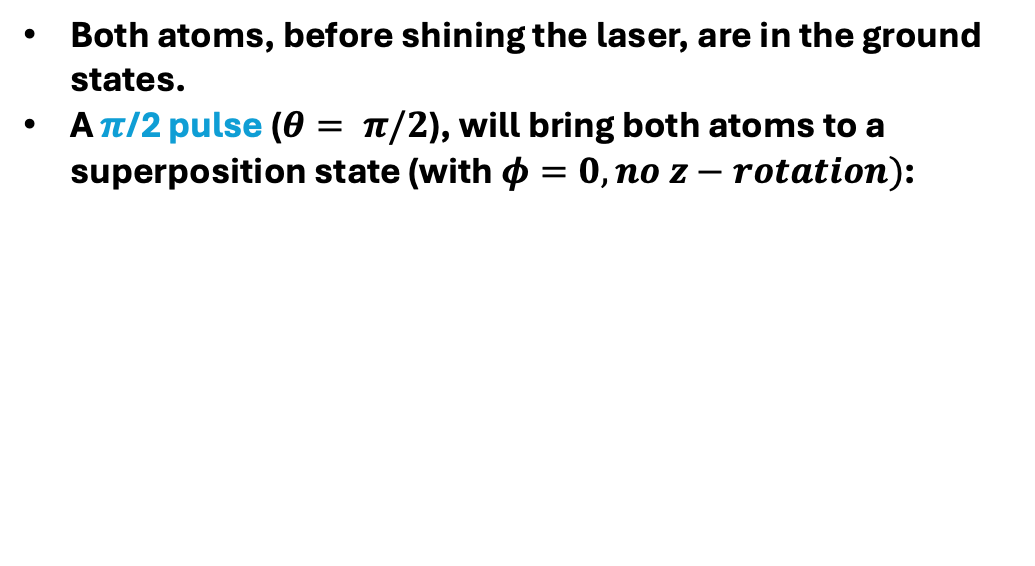 • Both atoms, before shining the laser, are in the ground
states.
• A π/2 pulse (θ = π/2), will bring both atoms to a
superposition state (with ϕ = 0, no z − rotation):